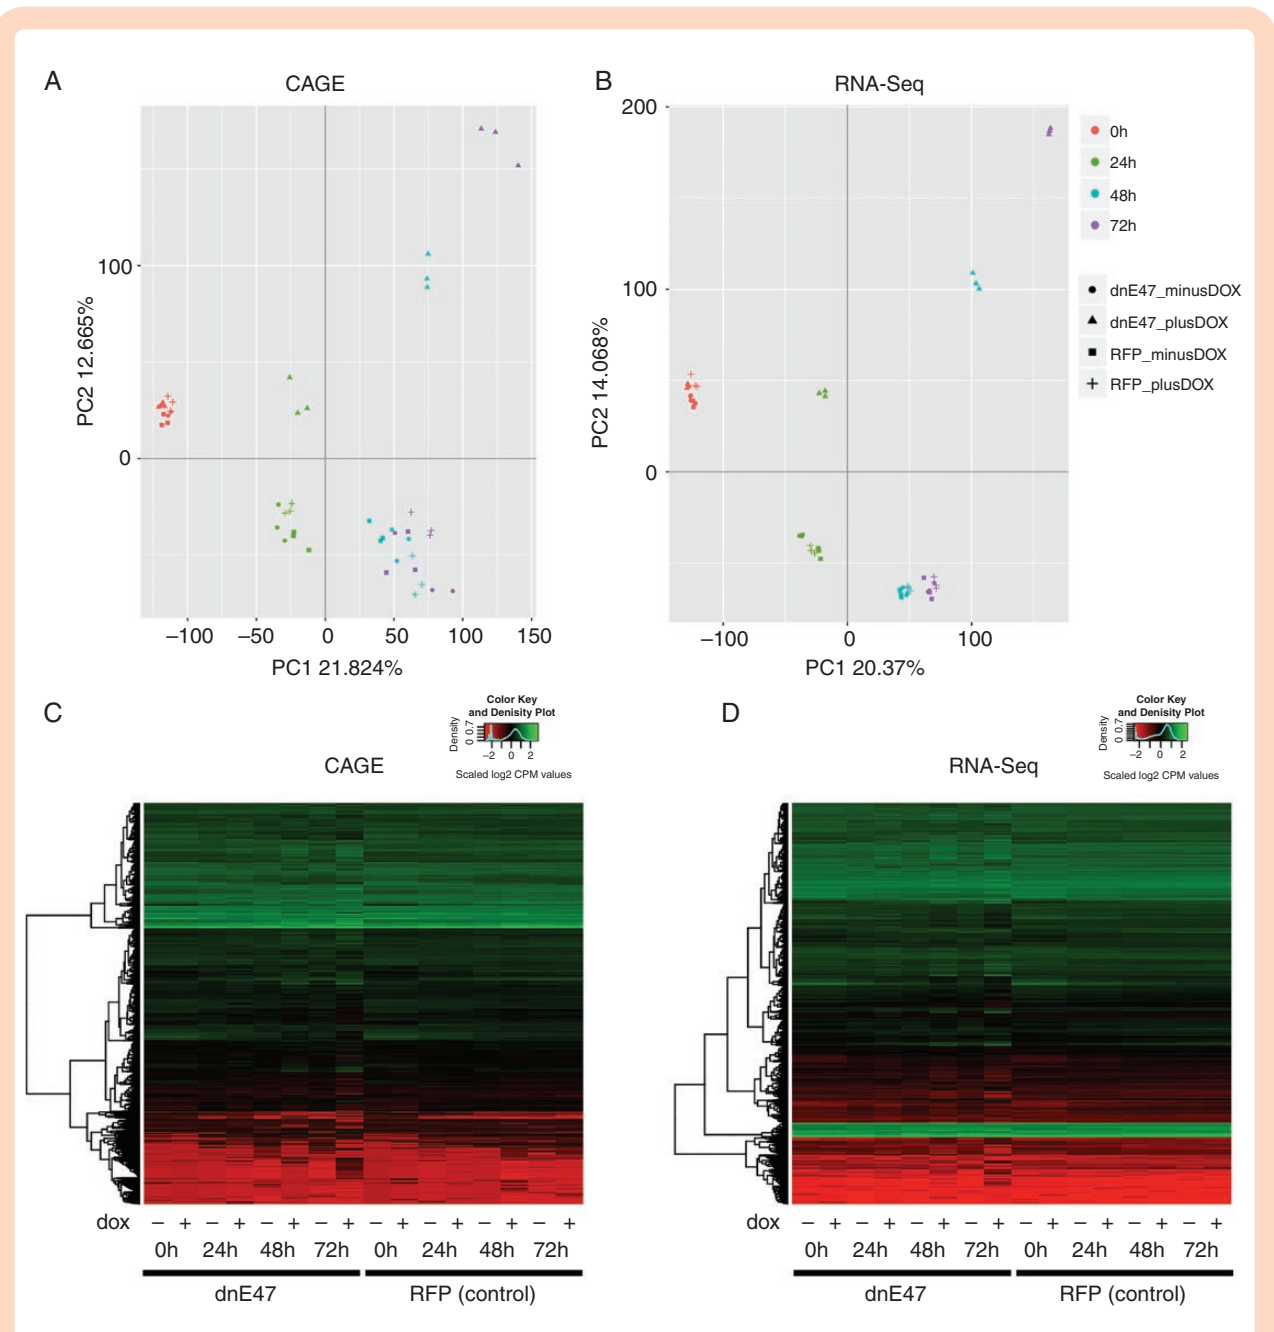 A
CAGE
B
RNA-Seq
200
100
0
PC2 14.068%
−100
0
100
PC1 20.37%
100
0
PC2 12.665%
−100
−50
0
50
100
150
PC1 21.824%
0h
24h
48h
72h
dnE47_minusDOX
dnE47_plusDOX
RFP_minusDOX
RFP_plusDOX
C
Color Key
and Denisity Plot
Density
0 0.7
−2 0 2
Scaled log2 CPM values
CAGE
D
Color Key
and Denisity Plot
Density
0 0.7
−2 0 2
Scaled log2 CPM values
RNA-Seq
dox − + − + − + − + − + − + − + − +
0h 24h 48h 72h 0h 24h 48h 72h
dnE47 RFP (control)
dox − + − + − + − + − + − + − + − +
0h 24h 48h 72h 0h 24h 48h 72h
dnE47 RFP (control)